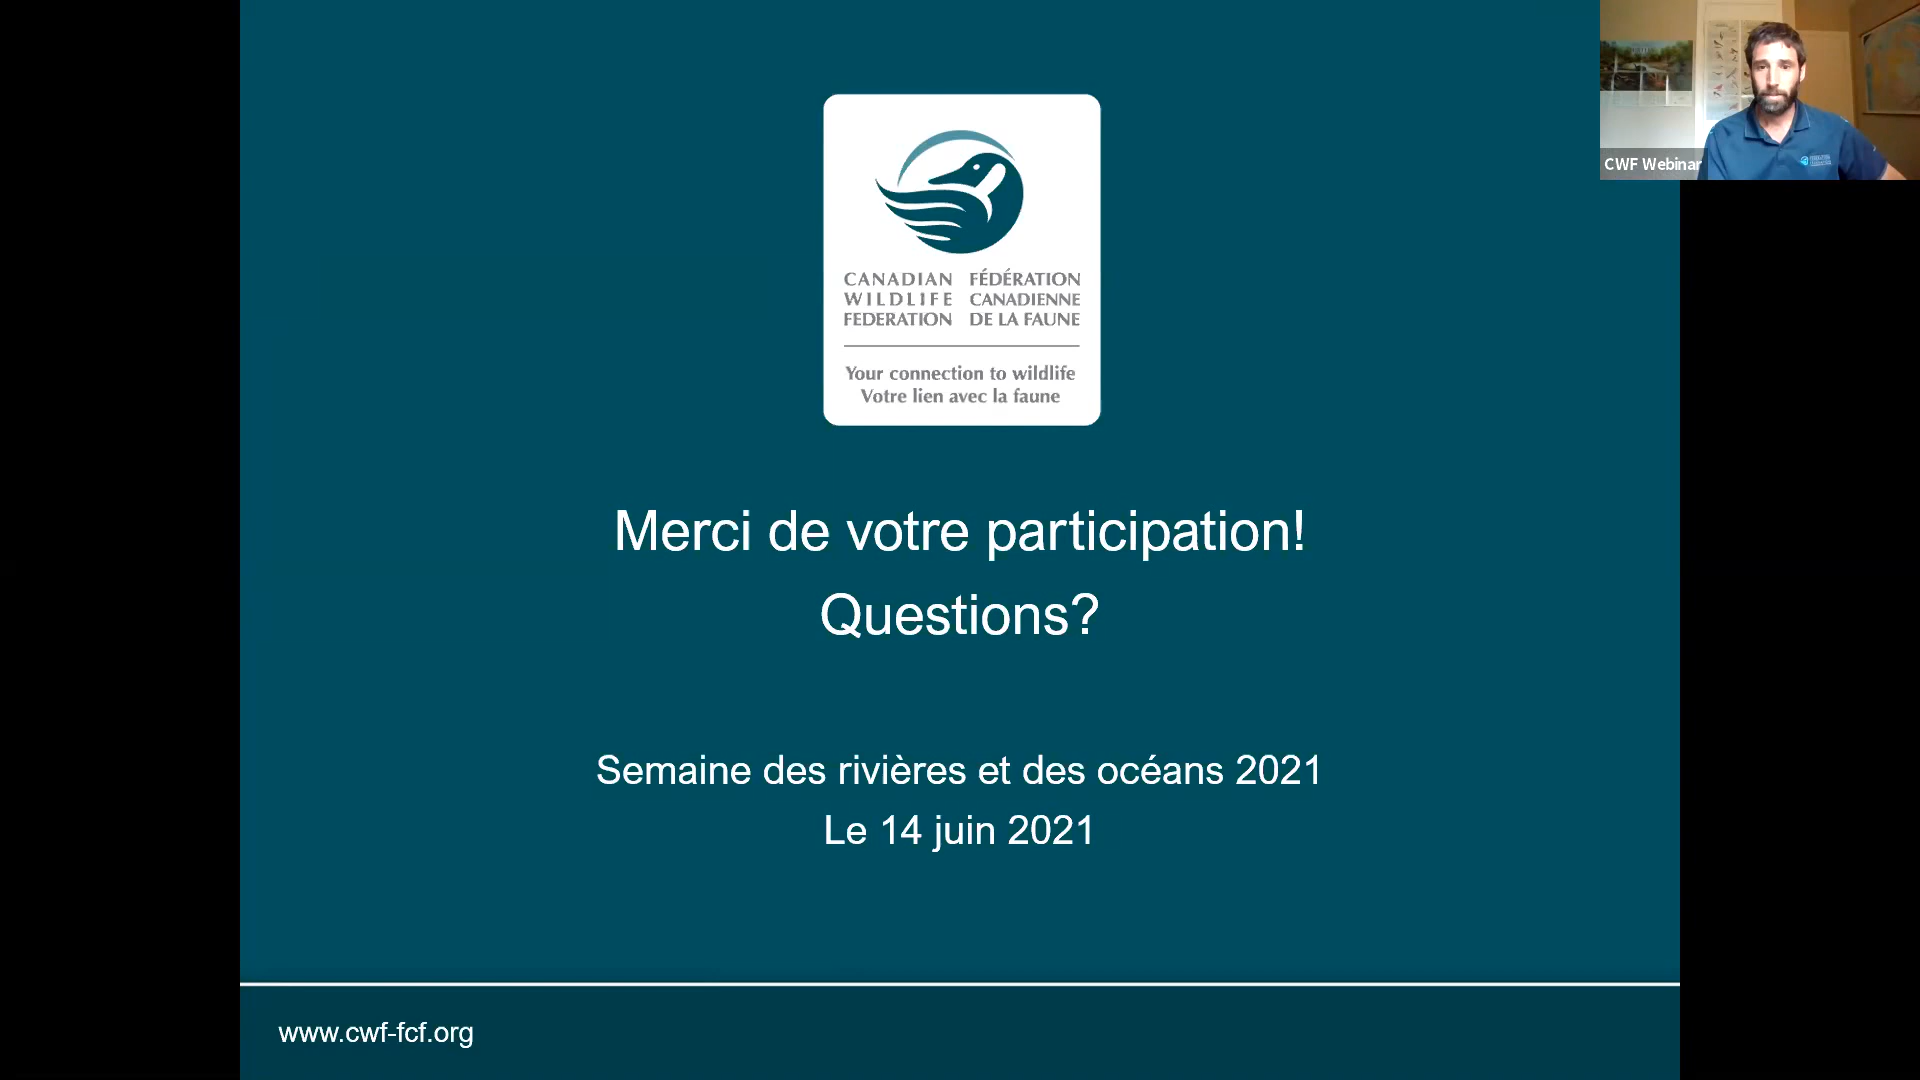 CANADIAN
WILDLIFE
FEDERATION
FÉDÉRATION
CANADIENNE
DE LA FAUNE
Your connection to wildlife
Votre lien avec la faune
Merci de votre participation!
Questions?
Semaine des rivières et des océans 2021
Le 14 juin 2021
www.cwf-fcf.org
CWF Webinar